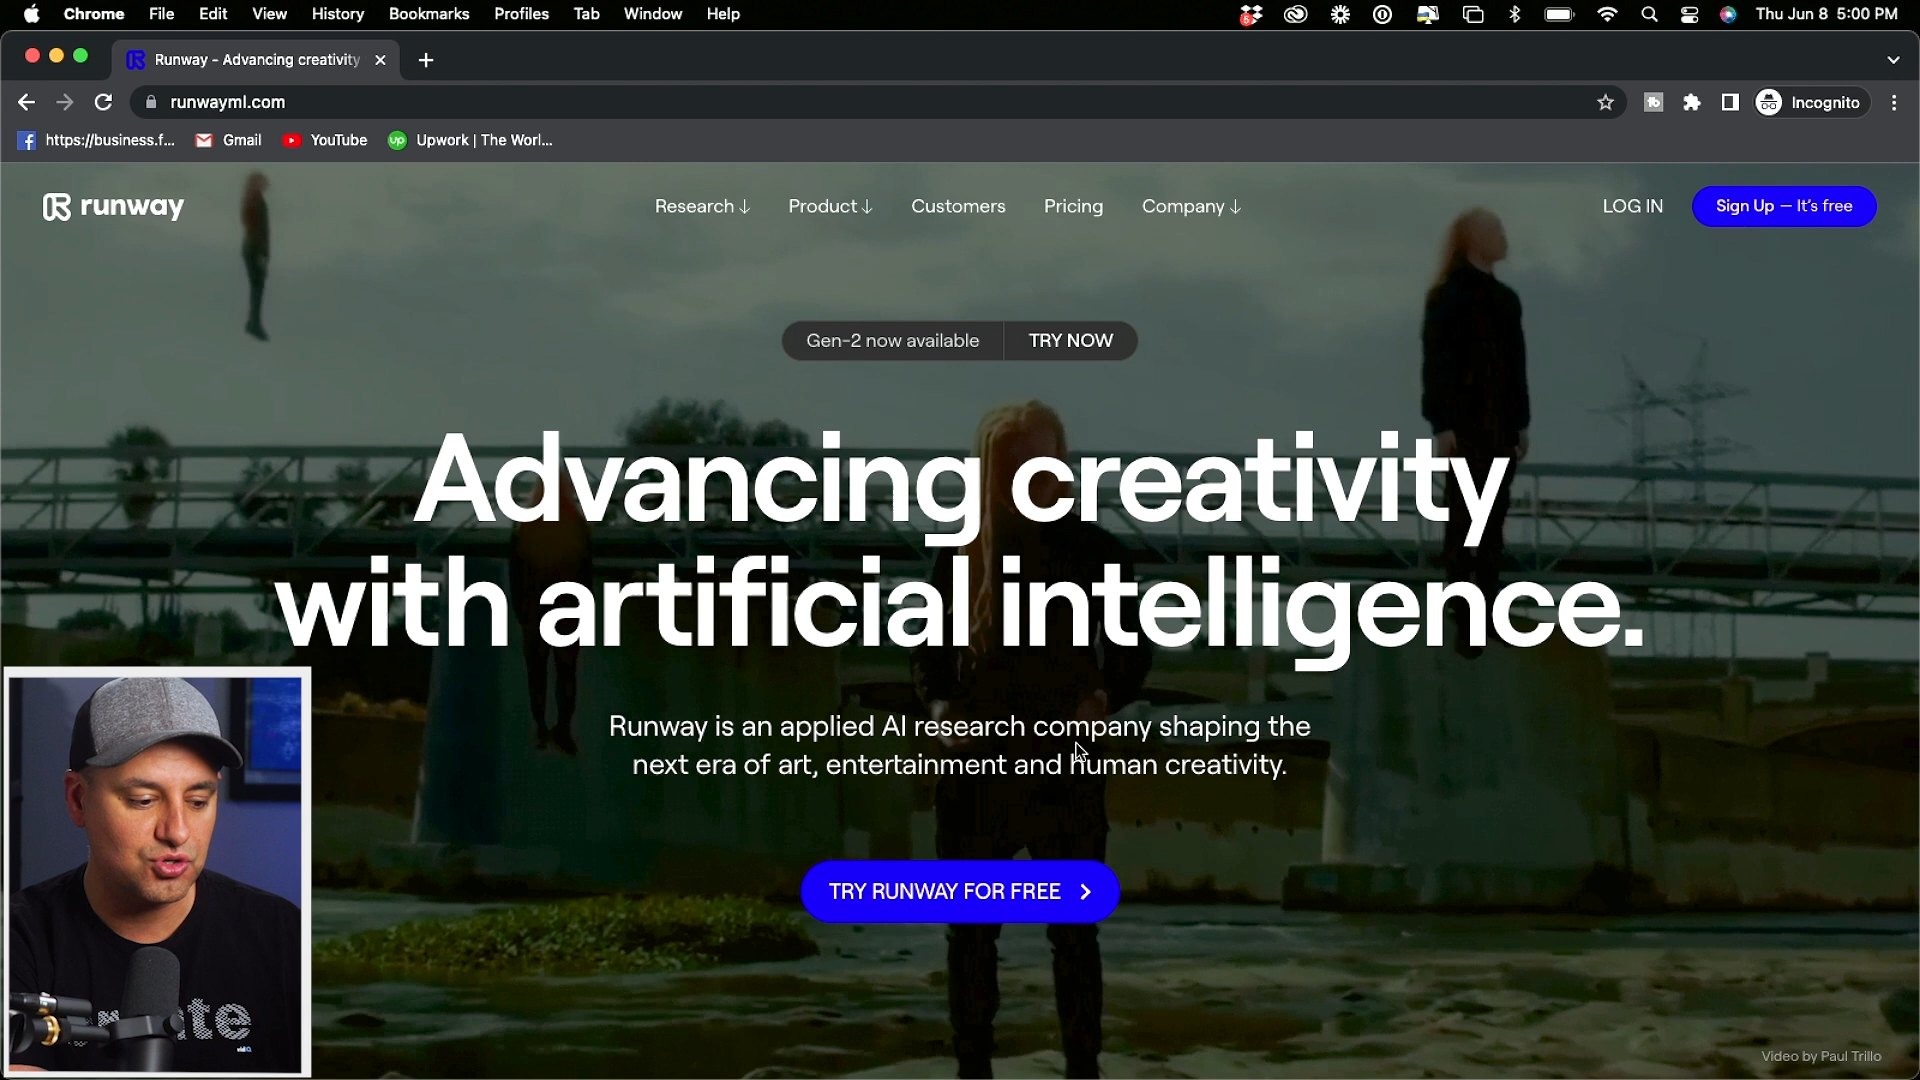 Chrome File Edit View History Bookmarks Profiles Tab Window Help
Thu Jun 8 5:00 PM
Runway - Advancing creativity
runwayml.com
Incognito
https://business.f...
Gmail
YouTube
Upwork | The Worl...
runway
Research ↓ Product ↓ Customers Pricing Company ↓
LOG IN
Sign Up — It's free
Gen-2 now available
TRY NOW
Advancing creativity
with artificial intelligence.
Runway is an applied AI research company shaping the
next era of art, entertainment and human creativity.
TRY RUNWAY FOR FREE
Video by Paul Trillo